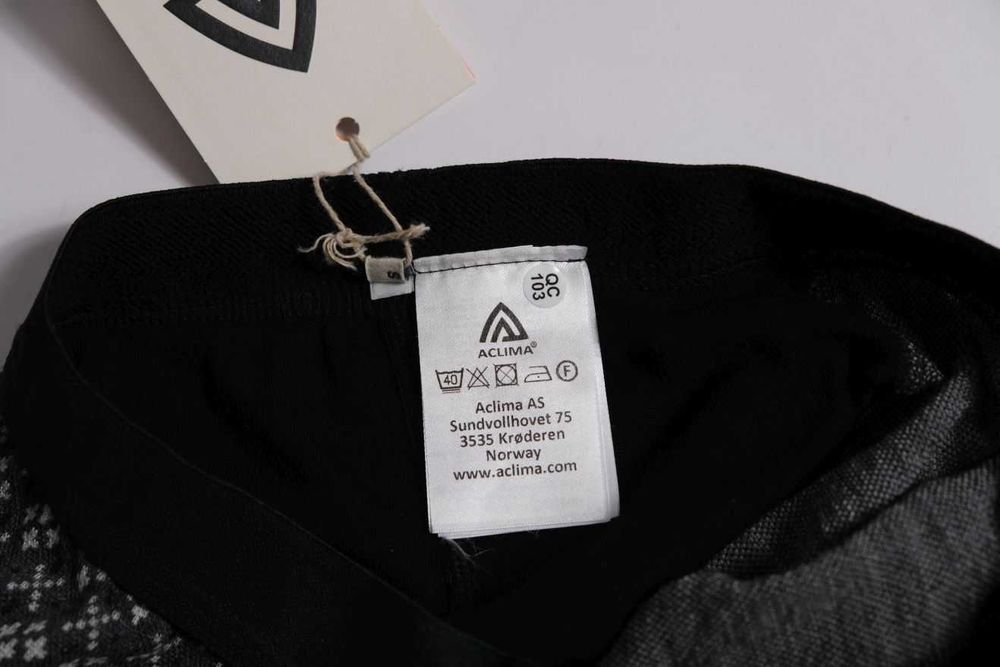 S
QC
103
ACLIMA®
40
F
Aclima AS
Sundvollhovet 75
3535 Krøderen
Norway
www.aclima.com